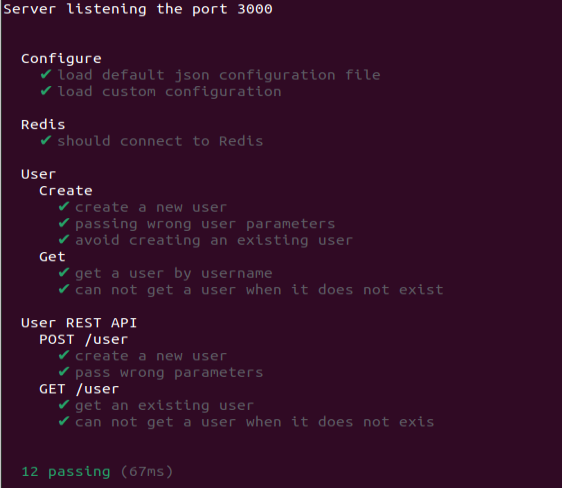 Server listening the port 3000
Configure
✔ load default json configuration file
✔ load custom configuration
Redis
✔ should connect to Redis
User
Create
✔ create a new user
✔ passing wrong user parameters
✔ avoid creating an existing user
Get
✔ get a user by username
✔ can not get a user when it does not exist
User REST API
POST /user
✔ create a new user
✔ pass wrong parameters
GET /user
✔ get an existing user
✔ can not get a user when it does not exis
12 passing (67ms)